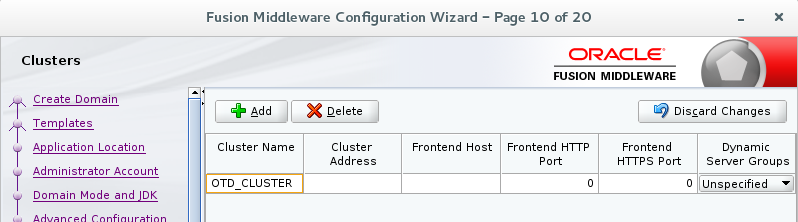 Fusion Middleware Configuration Wizard – Page 10 of 20
Clusters
ORACLE
FUSION MIDDLEWARE
Create Domain
Templates
Application Location
Administrator Account
Domain Mode and JDK
Advanced Configuration
Add Delete Discard Changes
Cluster Name Cluster Address Frontend Host Frontend HTTP Port Frontend HTTPS Port Dynamic Server Groups
OTD_CLUSTER 0 0 Unspecified